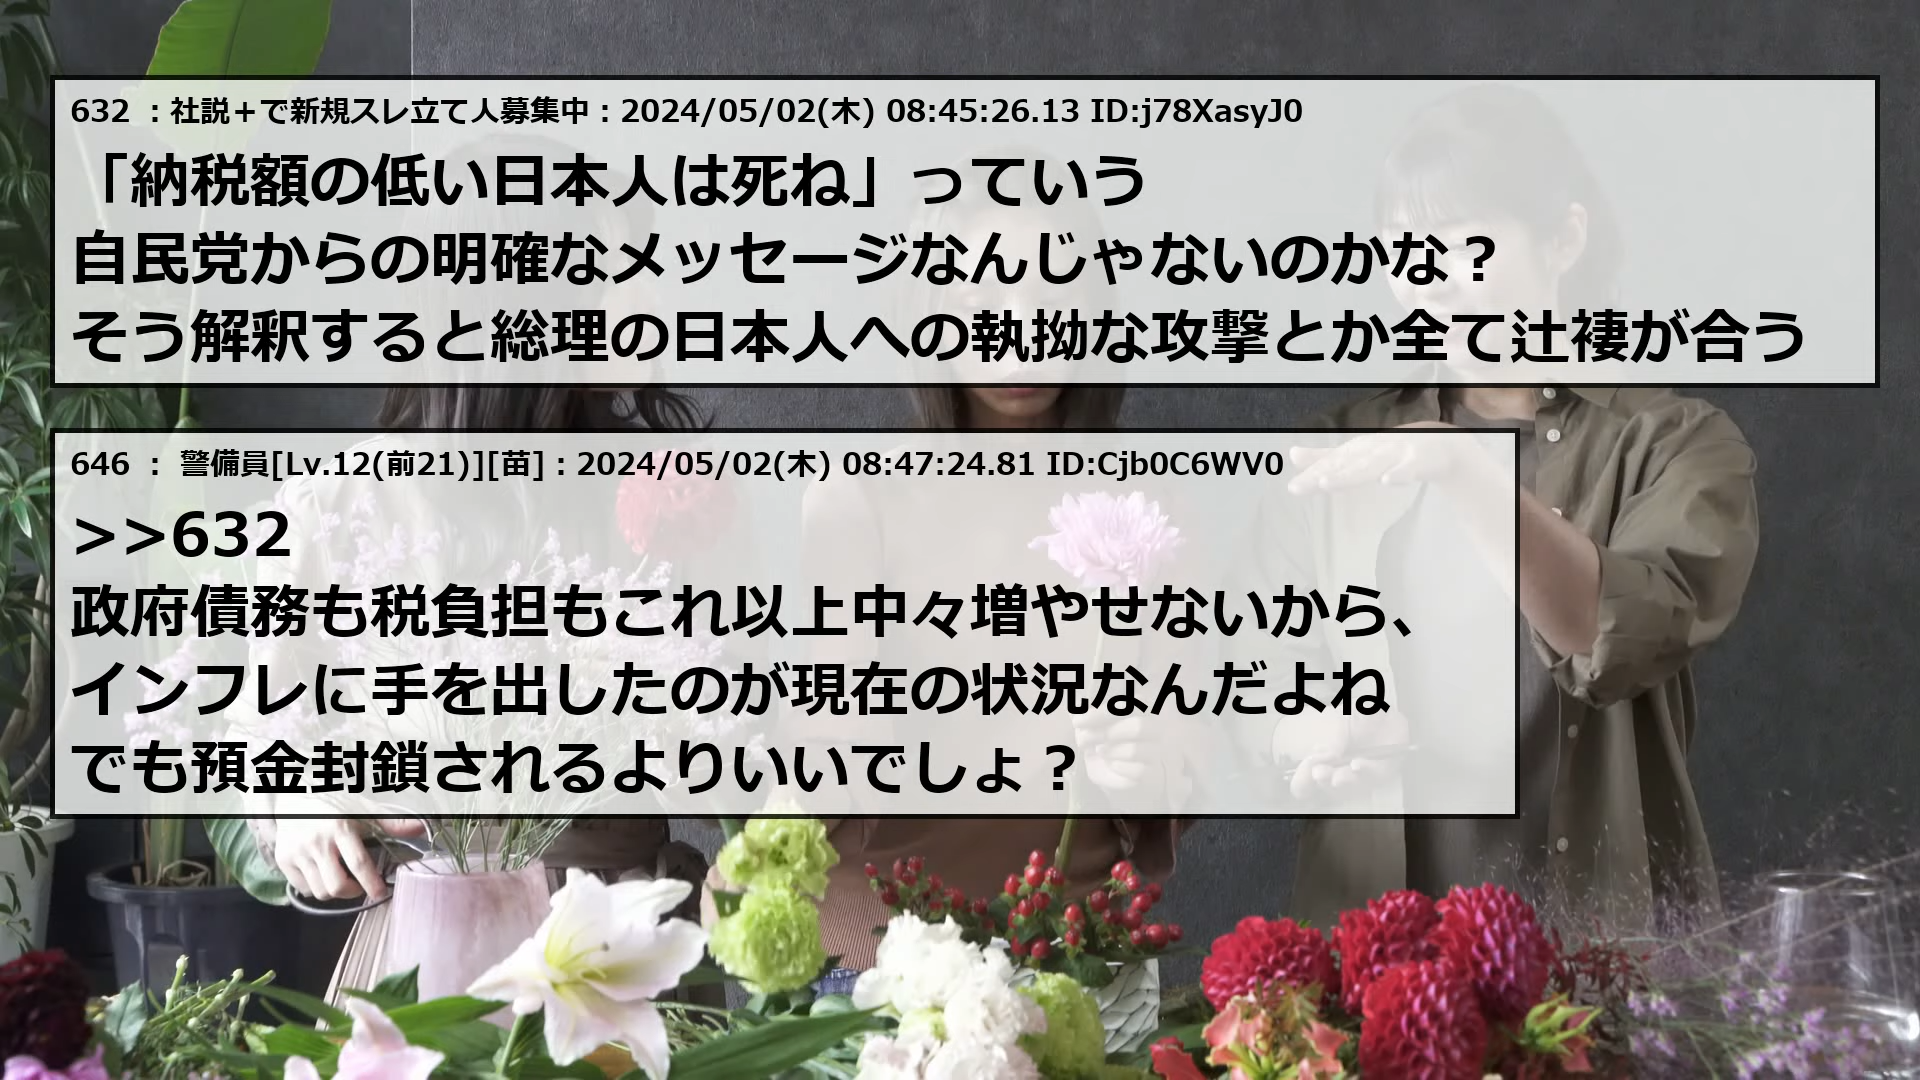 632 ：社説＋で新規スレ立て人募集中：2024/05/02(木) 08:45:26.13 ID:j78XasyJ0
「納税額の低い日本人は死ね」っていう
自民党からの明確なメッセージなんじゃないのかな？
そう解釈すると総理の日本人への執拗な攻撃とか全て辻褄が合う
646 ： 警備員[Lv.12(前21)][苗]：2024/05/02(木) 08:47:24.81 ID:Cjb0C6WV0
>>632
政府債務も税負担もこれ以上中々増やせないから、
インフレに手を出したのが現在の状況なんだよね
でも預金封鎖されるよりいいでしょ？